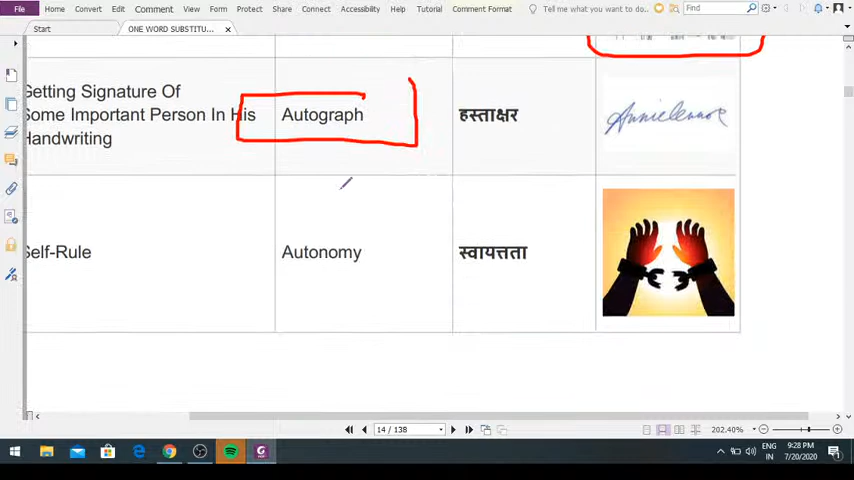 File Home Comment View Form Protect Share Connect Accessibility Help Tutorial Comment Format Tell me what you want to do.. Find
Start ONE WORD SUBSTITU...
Getting Signature Of
Some Important Person In His
Handwriting
Autograph
हस्ताक्षर
Annielennox
Self-Rule
Autonomy
स्वायत्तता
14 / 138
202.40%
ENG
IN
9:28 PM
7/20/2020